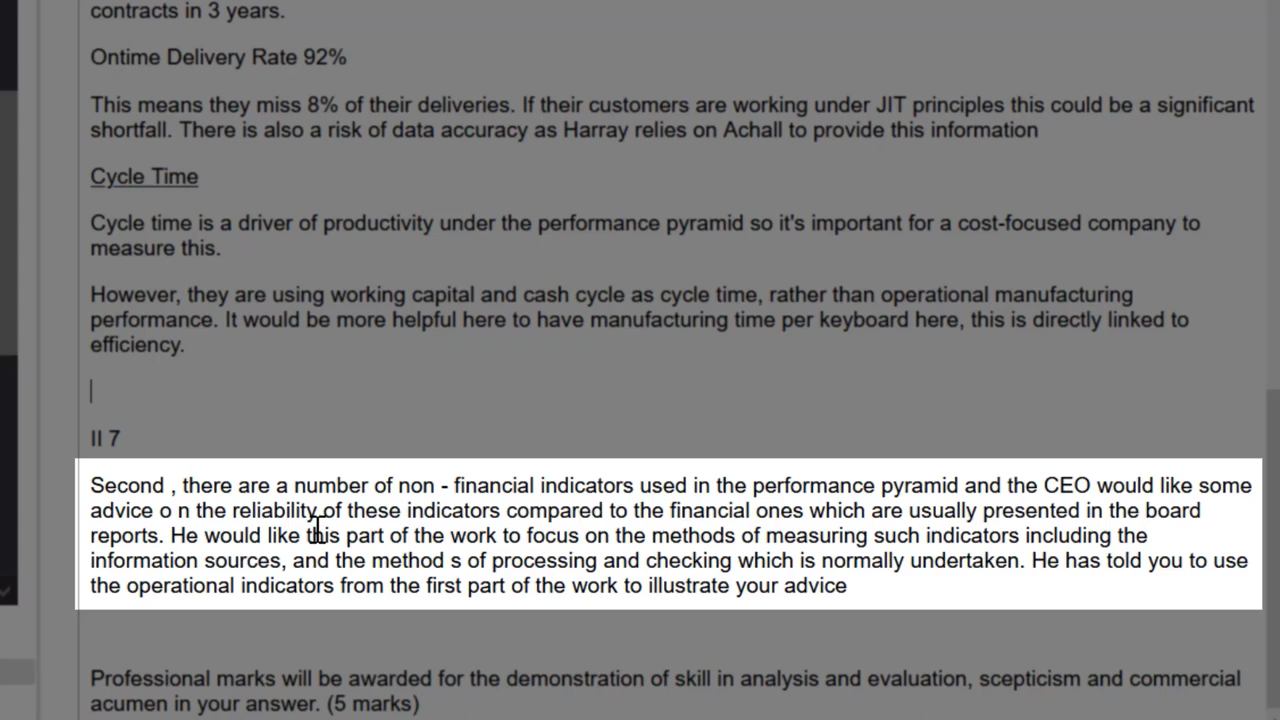 contracts in 3 years.
Ontime Delivery Rate 92%
This means they miss 8% of their deliveries. If their customers are working under JIT principles this could be a significant
shortfall. There is also a risk of data accuracy as Harray relies on Achall to provide this information
Cycle Time
Cycle time is a driver of productivity under the performance pyramid so it's important for a cost-focused company to
measure this.
However, they are using working capital and cash cycle as cycle time, rather than operational manufacturing
performance. It would be more helpful here to have manufacturing time per keyboard here, this is directly linked to
efficiency.
II 7
Second , there are a number of non - financial indicators used in the performance pyramid and the CEO would like some
advice o n the reliability of these indicators compared to the financial ones which are usually presented in the board
reports. He would like this part of the work to focus on the methods of measuring such indicators including the
information sources, and the method s of processing and checking which is normally undertaken. He has told you to use
the operational indicators from the first part of the work to illustrate your advice
Professional marks will be awarded for the demonstration of skill in analysis and evaluation, scepticism and commercial
acumen in your answer. (5 marks)